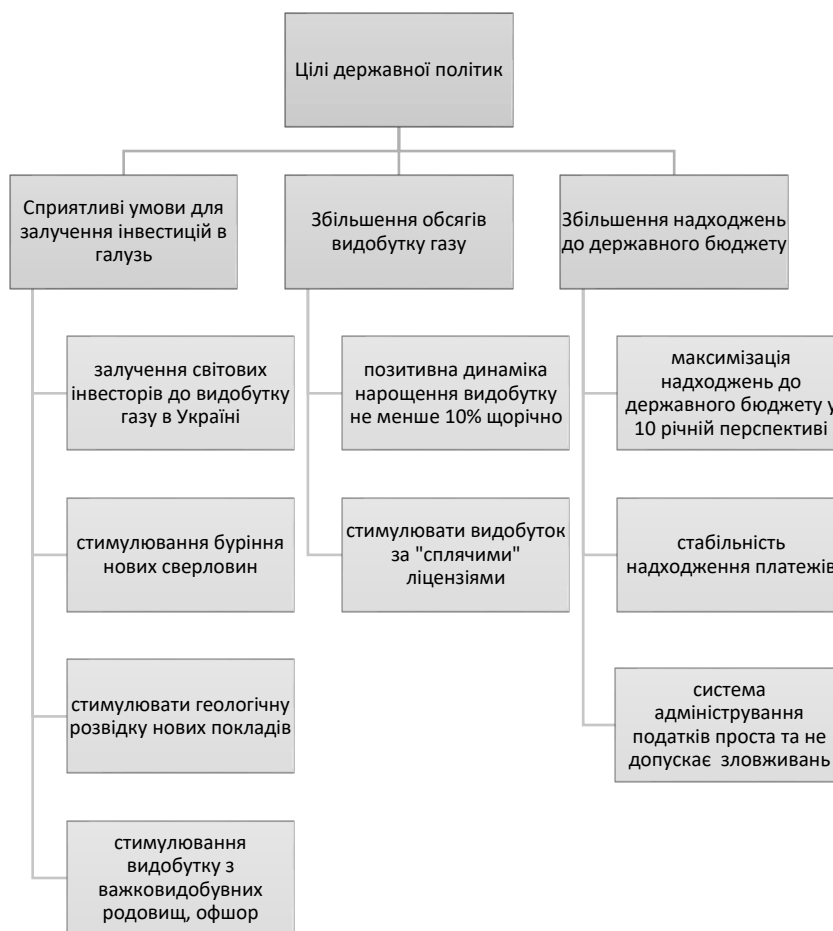 Цілі державної політик
Сприятливі умови для
залучення інвестицій в
галузь
Збільшення обсягів
видобутку газу
Збільшення надходжень
до державного бюджету
залучення світових
інвесторів до видобутку
газу в Україні
стимулювання буріння
нових сверловин
стимулювати геологічну
розвідку нових покладів
стимулювання
видобутку з
важковидобувних
родовищ, офшор
позитивна динаміка
нарощення видобутку
не менше 10% щорічно
стимулювати видобуток
за "сплячими"
ліцензіями
максимізація
надходжень до
державного бюджету у
10 річній перспективі
стабільність
надходження платежів
система
адміністрування
податків проста та не
допускає зловживань